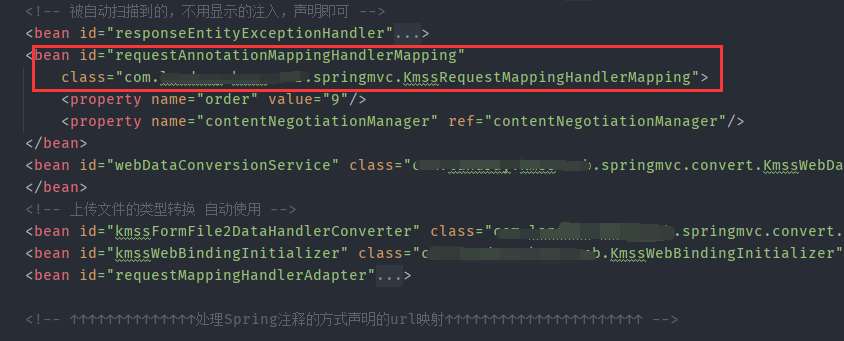 <!-- 被自动扫描到的，不用显示的注入，声明即可 -->
<bean id="responseEntityExceptionHandler"...>
<bean id="requestAnnotationMappingHandlerMapping"
class="com. .springmvc.KmssRequestMappingHandlerMapping">
<property name="order" value="9"/>
<property name="contentNegotiationManager" ref="contentNegotiationManager"/>
</bean>
<bean id="webDataConversionService" class=" .springmvc.convert.KmssWebDa
</bean>
<!-- 上传文件的类型转换 自动使用 -->
<bean id="kmssFormFile2DataHandlerConverter" class=" .springmvc.convert.
<bean id="kmssWebBindingInitializer" class=" .KmssWebBindingInitializer"
<bean id="requestMappingHandlerAdapter"...>
<!-- ↑↑↑↑↑↑↑↑↑↑↑↑↑↑处理Spring注释的方式声明的url映射↑↑↑↑↑↑↑↑↑↑↑↑↑↑↑↑↑↑↑↑↑↑ -->